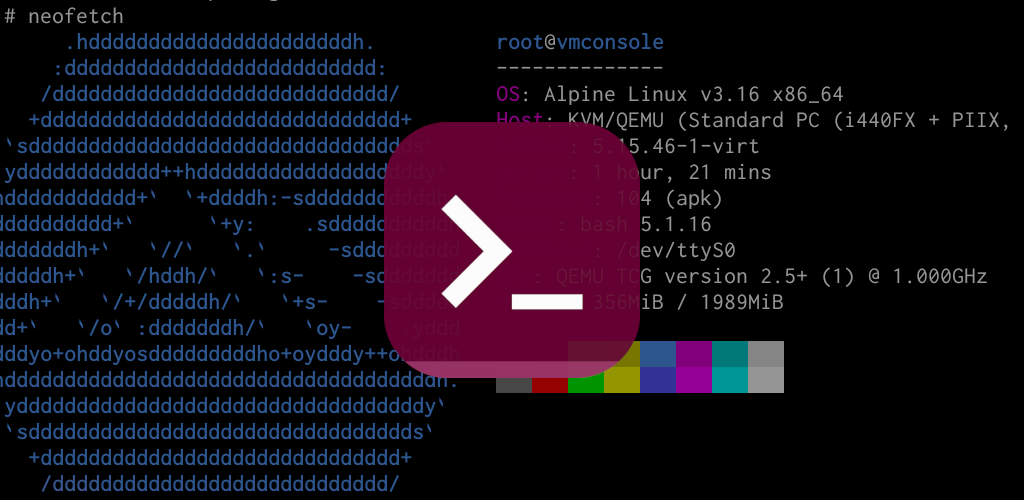 # neofetch
root@vmconsole
--------------
OS: Alpine Linux v3.16 x86_64
Host: KVM/QEMU (Standard PC (i440FX + PIIX,
: 5.15.46-1-virt
: 1 hour, 21 mins
: 104 (apk)
: bash 5.1.16
: /dev/ttyS0
: QEMU TCG version 2.5+ (1) @ 1.000GHz
356MiB / 1989MiB
>_